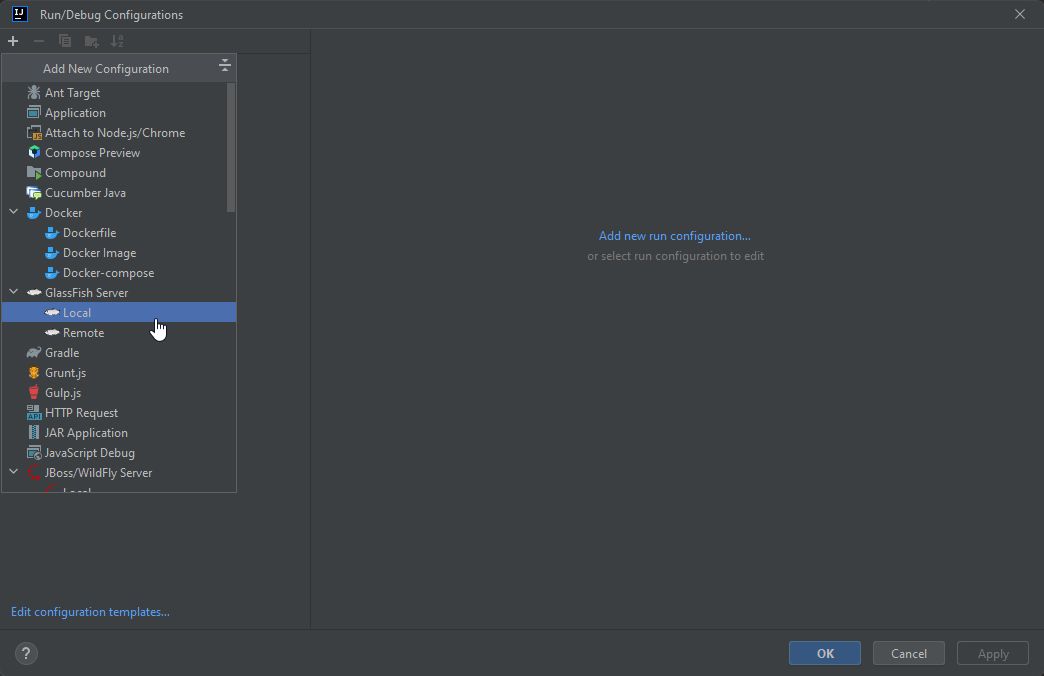 Run/Debug Configurations
Add New Configuration
Ant Target
Application
Attach to Node.js/Chrome
Compose Preview
Compound
Cucumber Java
Docker
Dockerfile
Docker Image
Docker-compose
GlassFish Server
Local
Remote
Gradle
Grunt.js
Gulp.js
HTTP Request
JAR Application
JavaScript Debug
JBoss/WildFly Server
Local
Add new run configuration...
or select run configuration to edit
Edit configuration templates...
?
OK
Cancel
Apply